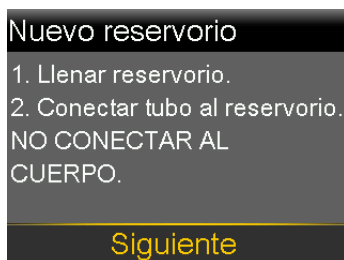 Nuevo reservorio
1. Llenar reservorio.
2. Conectar tubo al reservorio.
NO CONECTAR AL
CUERPO.
Siguiente